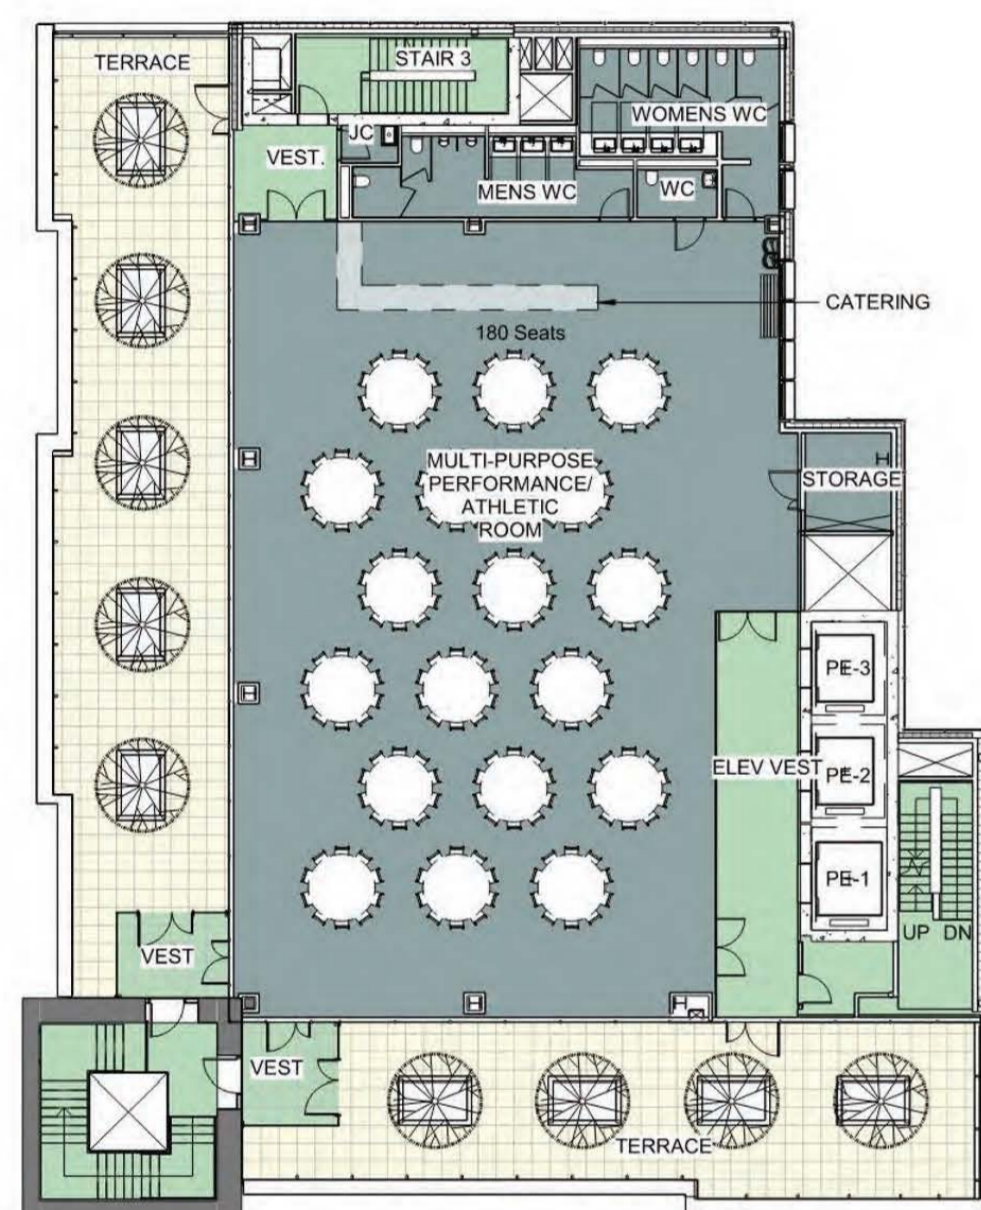 TERRACE
STAIR 3
WOMENS WC
JC
VEST.
MENS WC
WC
CATERING
180 Seats
MULTI-PURPOSE
PERFORMANCE/
ATHLETIC
ROOM
STORAGE
PE-3
ELEV VEST
PE-2
PE-1
UP DN
VEST
VEST
TERRACE